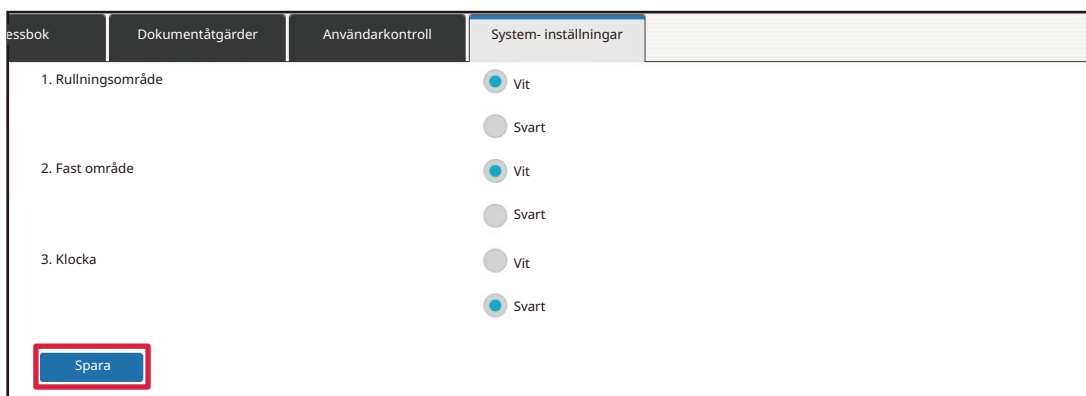 essbok Dokumentåtgärder Användarkontroll System- inställningar
1. Rullningsområde Vit
Svart
2. Fast område Vit
Svart
3. Klocka Vit
Svart
Spara